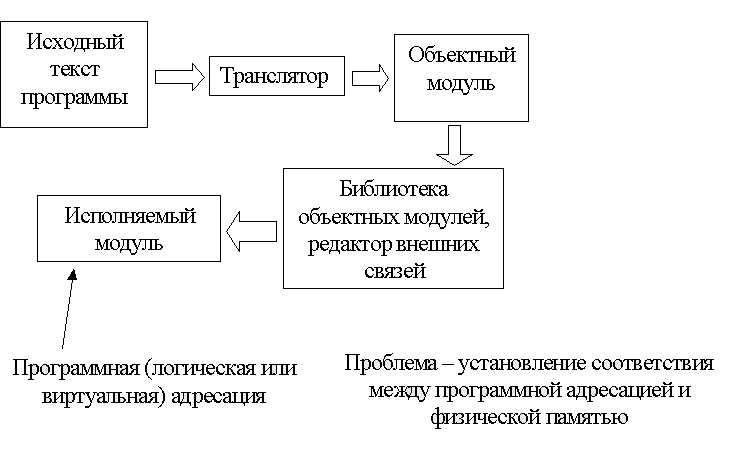 Исходный
текст
программы
Транслятор
Объектный
модуль
Библиотека
объектных модулей,
редактор внешних
связей
Исполняемый
модуль
Программная (логическая или
виртуальная) адресация
Проблема – установление соответствия
между программной адресацией и
физической памятью